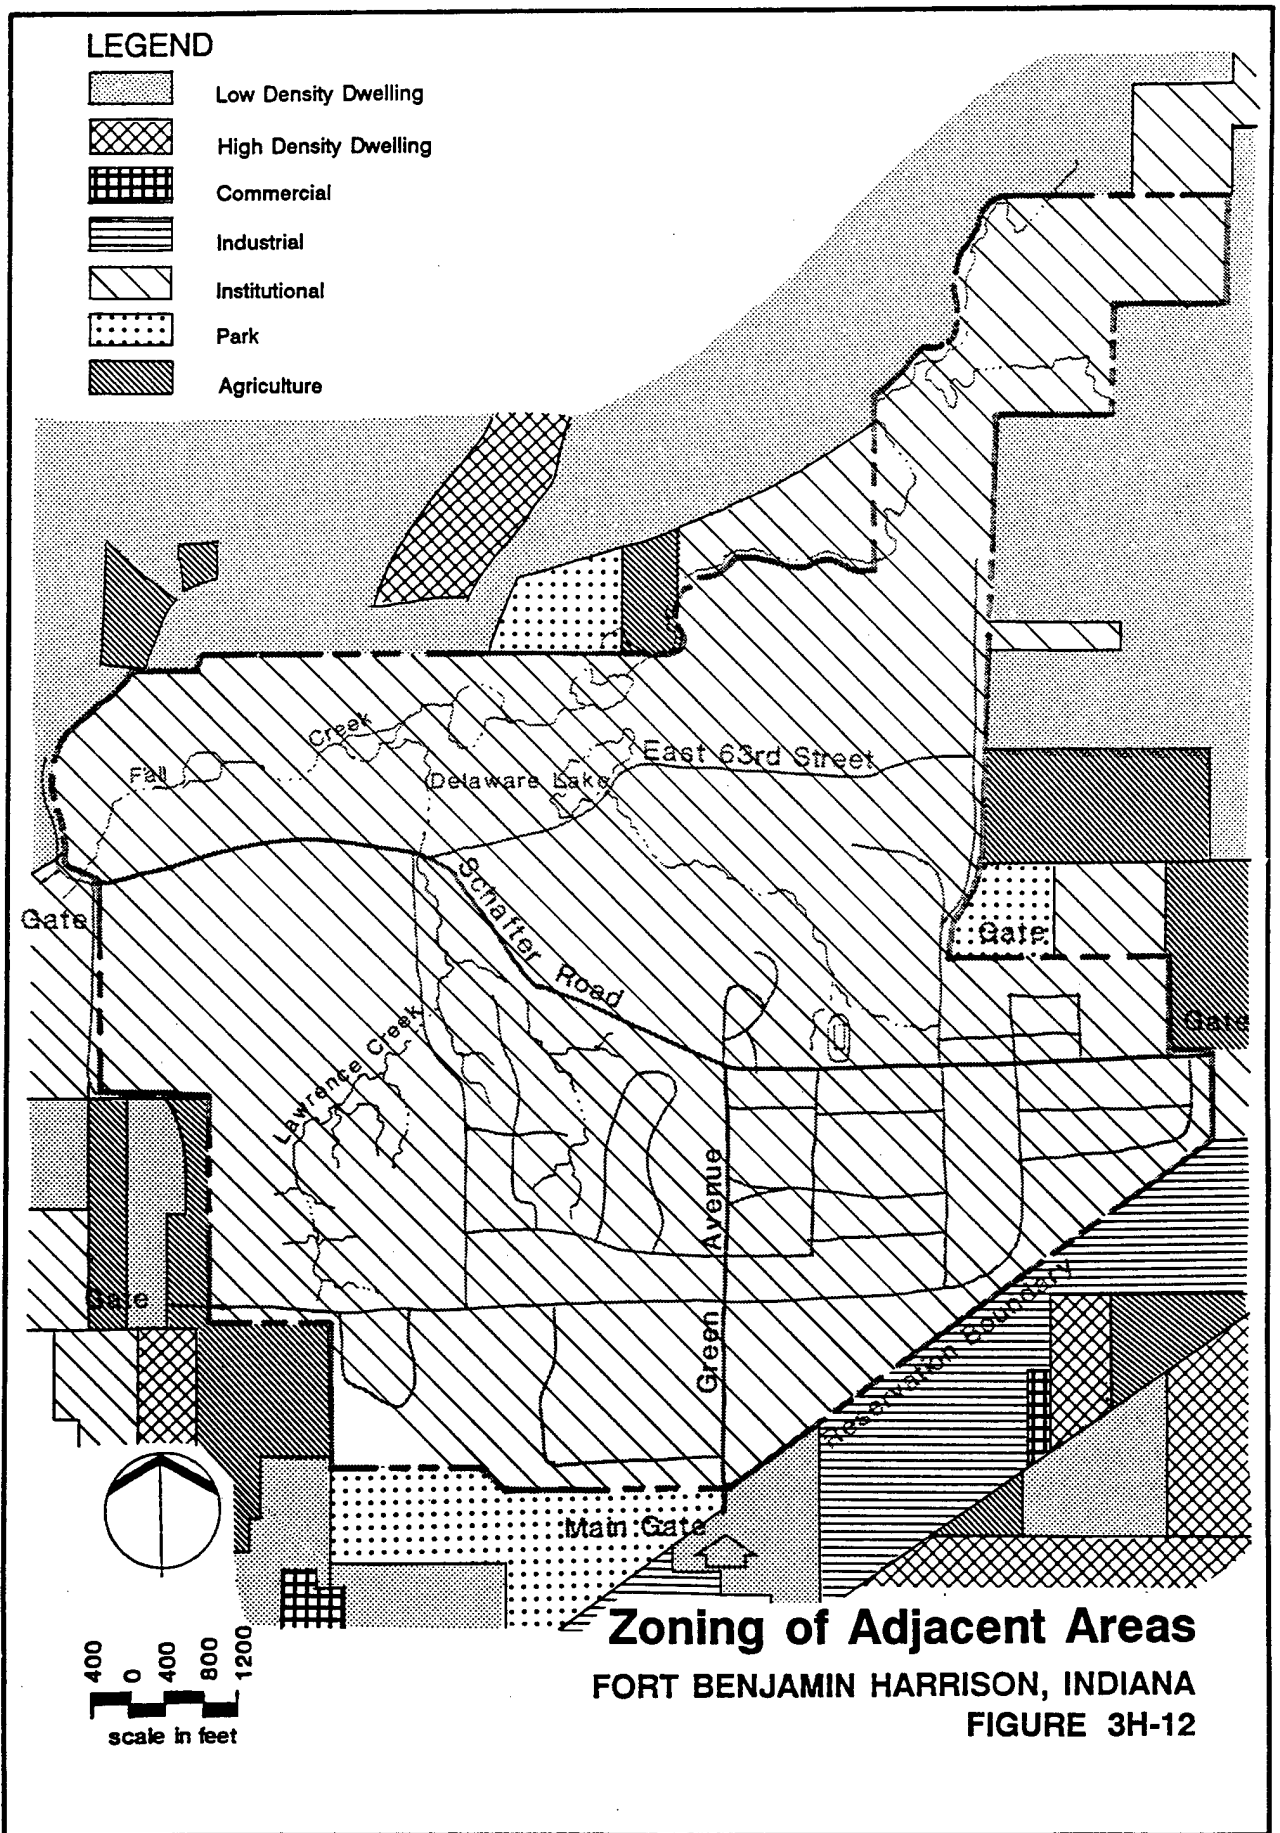 LEGEND
Low Density Dwelling
High Density Dwelling
Commercial
Industrial
Institutional
Park
Agriculture
Creek
Fall
East 63rd Street
Delaware Lake
Schafter Road
Gate
Gate
Gate
Lawrence Creek
Green Avenue
Gate
Reservation Boundary
Main Gate
400 0 400 800 1200
scale in feet
Zoning of Adjacent Areas
FORT BENJAMIN HARRISON, INDIANA
FIGURE 3H-12